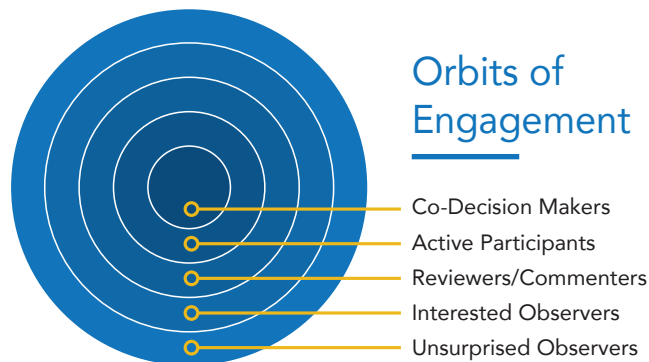 Orbits of
Engagement
Co-Decision Makers
Active Participants
Reviewers/Commenters
Interested Observers
Unsurprised Observers